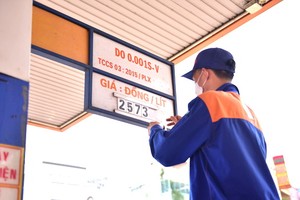 DO 0.001S-V
TCCS 03 : 2015 / PLX
GIÁ : ĐỒNG / LÍT
2573